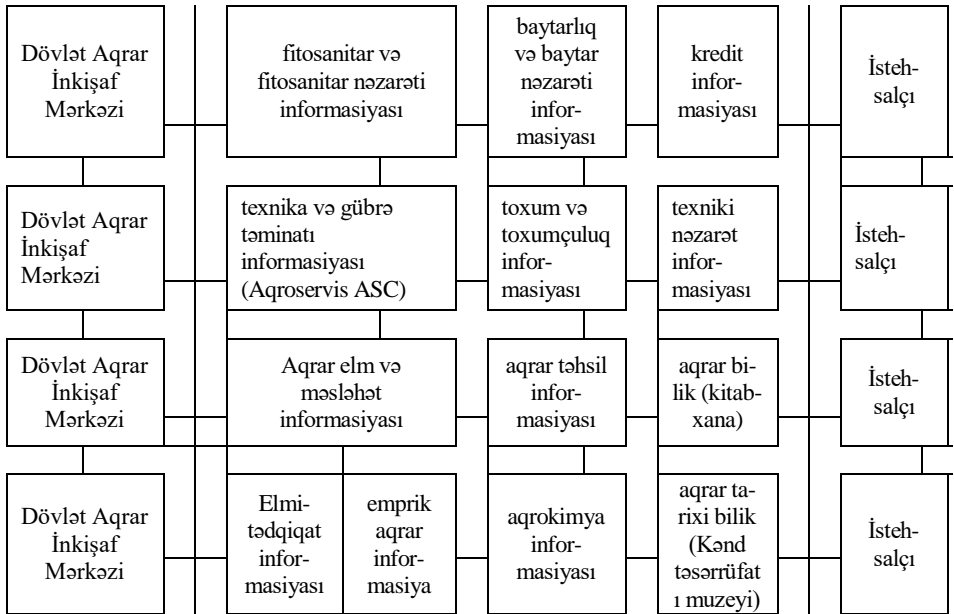 Dövlət Aqrar
İnkişaf
Mərkəzi
fitosanitar və
fitosanitar nəzarəti
informasiyası
baytarlıq
və baytar
nəzarəti
infor-
masiyası
kredit
infor-
masiyası
İsteh-
salçı
Dövlət Aqrar
İnkişaf
Mərkəzi
texnika və gübrə
təminatı
informasiyası
(Aqroservis ASC)
toxum və
toxumçuluq
infor-
masiyası
texniki
nəzarət
infor-
masiyası
İsteh-
salçı
Dövlət Aqrar
İnkişaf
Mərkəzi
Aqrar elm və
məsləhət
informasiyası
aqrar təhsil
infor-
masiyası
aqrar bi-
lik (kitab-
xana)
İsteh-
salçı
Dövlət Aqrar
İnkişaf
Mərkəzi
Elmi-
tədqiqat
infor-
masiyası
emprik
aqrar
infor-
masiya
aqrokimya
infor-
masiyası
aqrar ta-
rixi bilik
(Kənd
təsərrüfat
ı muzeyi)
İsteh-
salçı